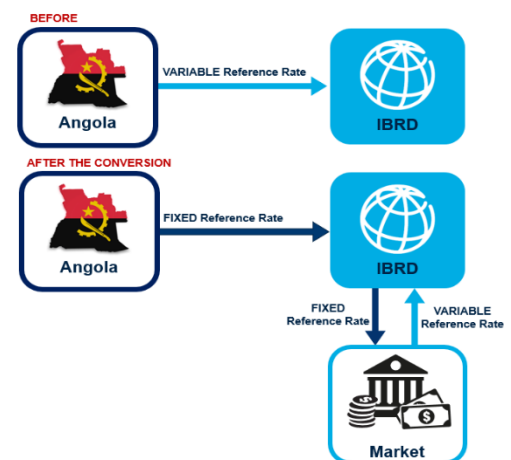 BEFORE
VARIABLE Reference Rate
Angola
IBRD
AFTER THE CONVERSION
FIXED Reference Rate
Angola
IBRD
FIXED
Reference Rate
VARIABLE
Reference Rate
$
Market